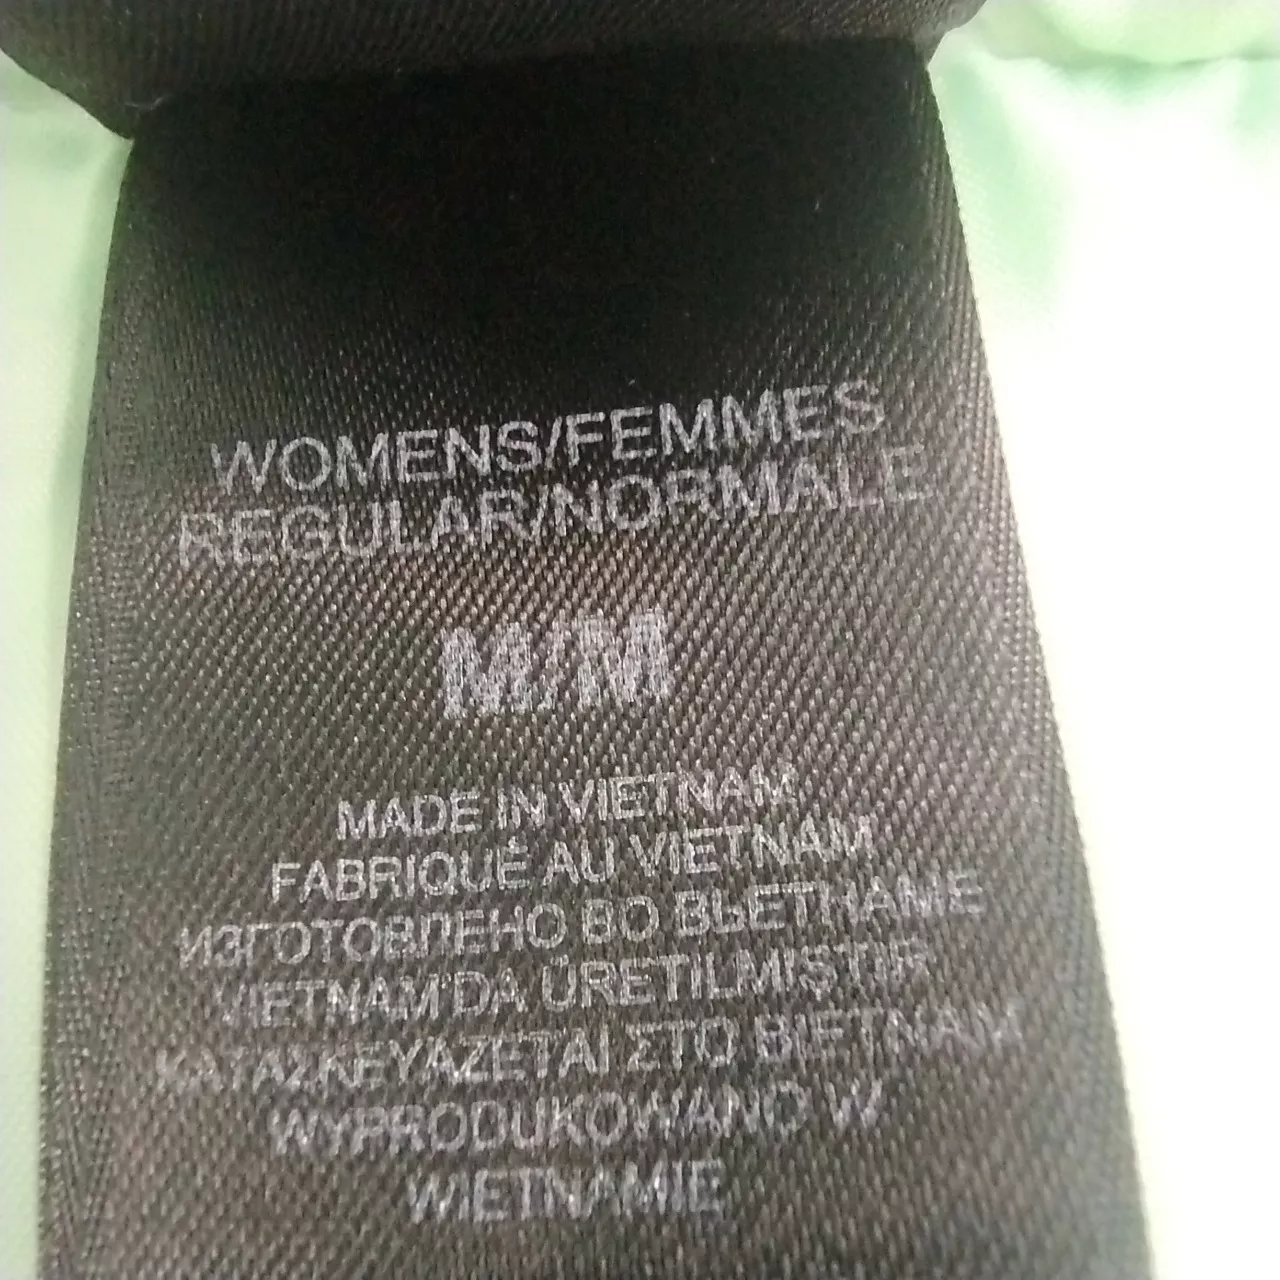 WOMENS/FEMMES
REGULAR/NORMALE
M/M
MADE IN VIETNAM
FABRIQUÉ AU VIETNAM
ИЗГОТОВЛЕНО ВО ВЬЕТНАМЕ
VIETNAM'DA ÜRETILMIŞTIR
ΚΑΤΑΣΚΕΥΑΖΕΤΑΙ ΣΤΟ ΒΙΕΤΝΑΜ
WYPRODUKOWANO W
WIETNAMIE